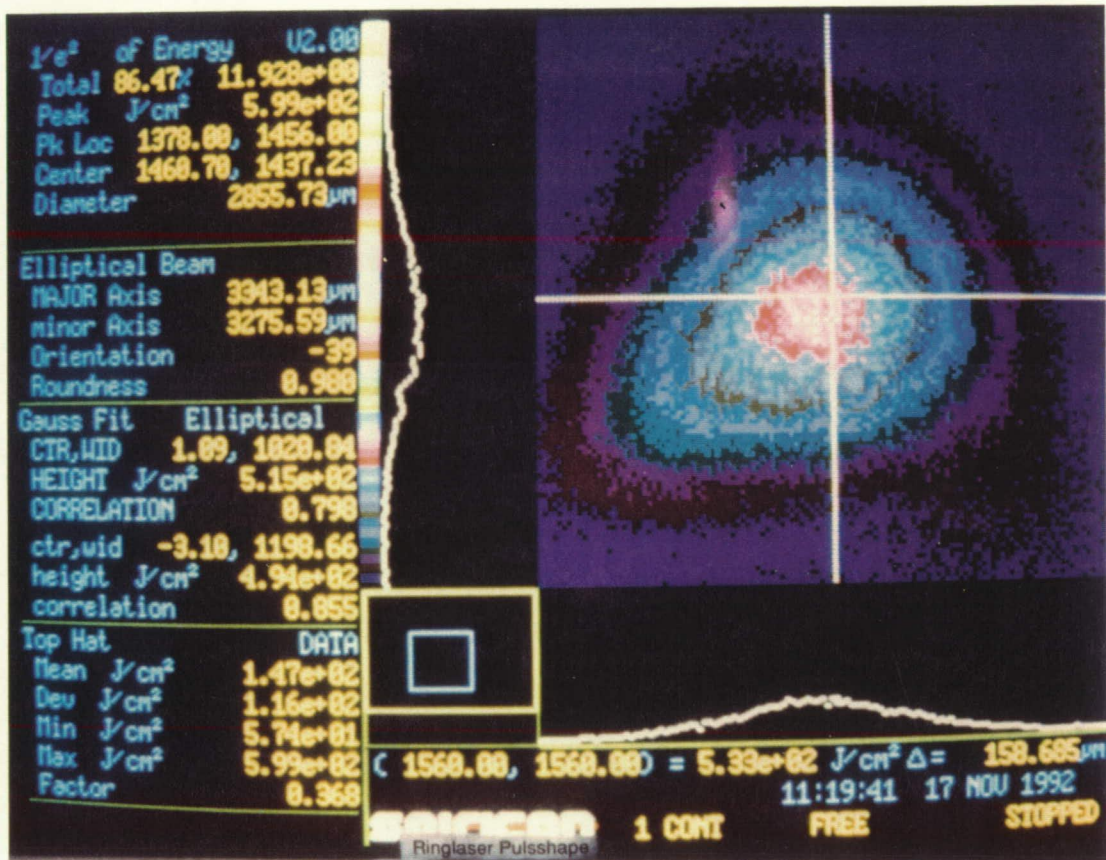 1/e² of Energy V2.00
Total 86.47% 11.928e+00
Peak J/cm² 5.99e+02
Pk Loc 1378.00, 1456.00
Center 1460.70, 1437.23
Diameter 2855.73µm
Elliptical Beam
MAJOR Axis 3343.13µm
minor Axis 3275.59µm
Orientation -39
Roundness 0.980
Gauss Fit Elliptical
CTR,WID 1.09, 1020.04
HEIGHT J/cm² 5.15e+02
CORRELATION 0.798
ctr,wid -3.10, 1198.66
height J/cm² 4.94e+02
correlation 0.855
Top Hat DATA
Mean J/cm² 1.47e+02
Dev J/cm² 1.16e+02
Min J/cm² 5.74e+01
Max J/cm² 5.99e+02
Factor 0.368
( 1560.00, 1560.00) = 5.33e+02 J/cm² Δ= 158.685µm
11:19:41 17 NOV 1992
1 CONT FREE STOPPED
Ringlaser Pulsshape